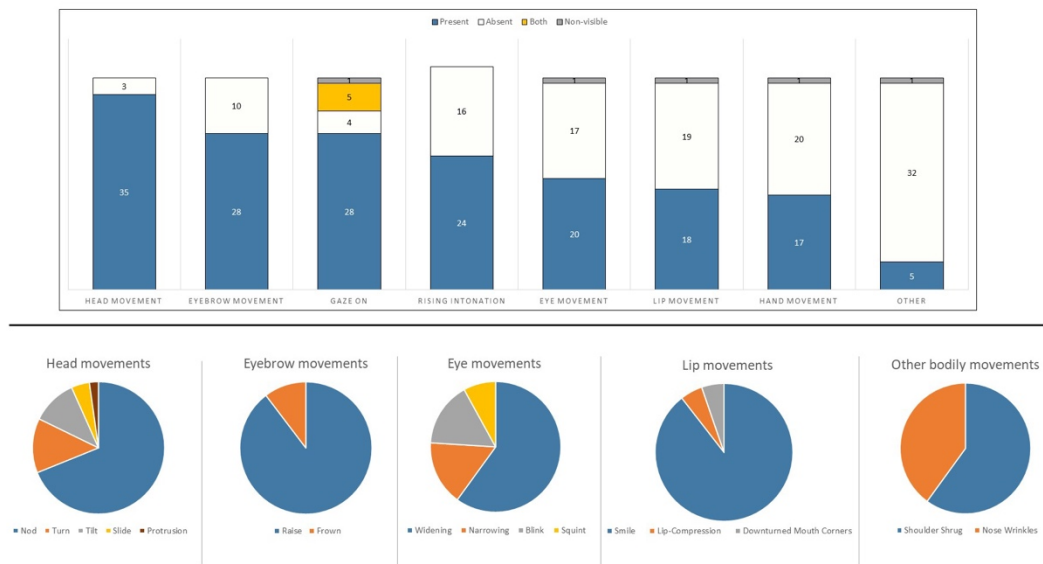 Present Absent Both Non-visible
1 1 1 1 1
3 10 5 16 17 19 20 32
4
35 28 28 24 20 18 17 5
HEAD MOVEMENT EYEBROW MOVEMENT GAZE ON RISING INTONATION EYE MOVEMENT LIP MOVEMENT HAND MOVEMENT OTHER
Head movements Eyebrow movements Eye movements Lip movements Other bodily movements
Nod Turn Tilt Slide Protrusion Raise Frown Widening Narrowing Blink Squint Smile Lip-Compression Downturned Mouth Corners Shoulder Shrug Nose Wrinkles